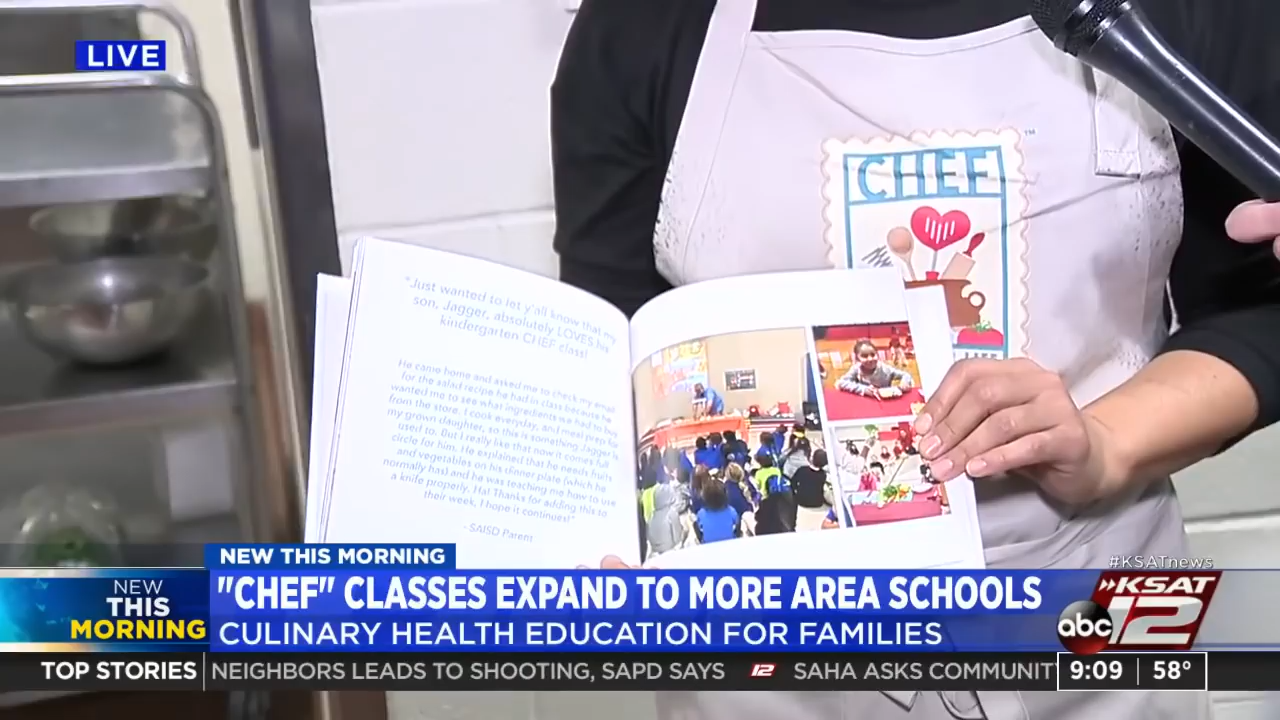 LIVE
CHEF
™
"Just wanted to let y'all know that my
son, Jagger, absolutely LOVES his
kindergarten CHEF class!
He came home and asked me to check my email
for the salad recipe he had in class because he
wanted me to see what ingredients we had to buy
from the store. I cook everyday, and meal prep for
my grown daughter, so this is something Jagger is
used to. But I really like that now it comes full
circle for him. He explained that he needs fruits
and vegetables on his dinner plate (which he
normally has) and he was teaching me how to use
a knife properly. Ha! Thanks for adding this to
their week, I hope it continues!"
- SAISD Parent
NEW THIS MORNING
#KSATnews
NEW
THIS
MORNING
"CHEF" CLASSES EXPAND TO MORE AREA SCHOOLS
CULINARY HEALTH EDUCATION FOR FAMILIES
KSAT
abc 12
TOP STORIES
NEIGHBORS LEADS TO SHOOTING, SAPD SAYS 12 SAHA ASKS COMMUNIT
9:09 58°